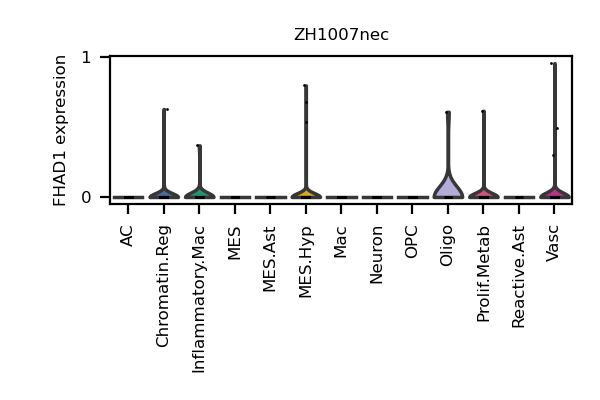 ZH1007nec
FHAD1 expression
1
0
AC
Chromatin.Reg
Inflammatory.Mac
MES
MES.Ast
MES.Hyp
Mac
Neuron
OPC
Oligo
Prolif.Metab
Reactive.Ast
Vasc